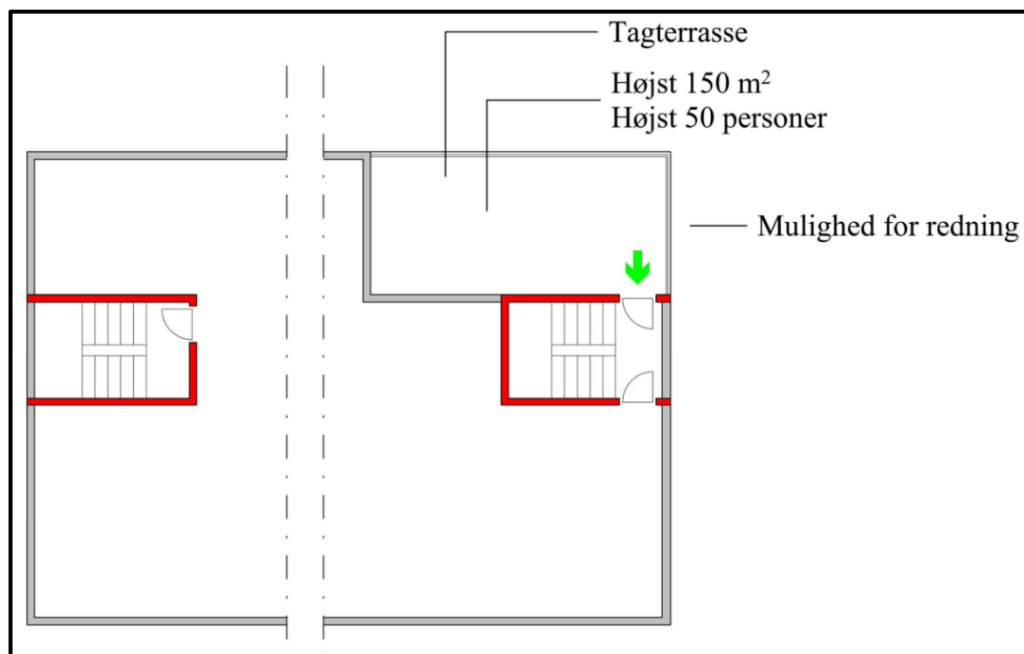 Tagterrasse
Højst 150 m²
Højst 50 personer
Mulighed for redning